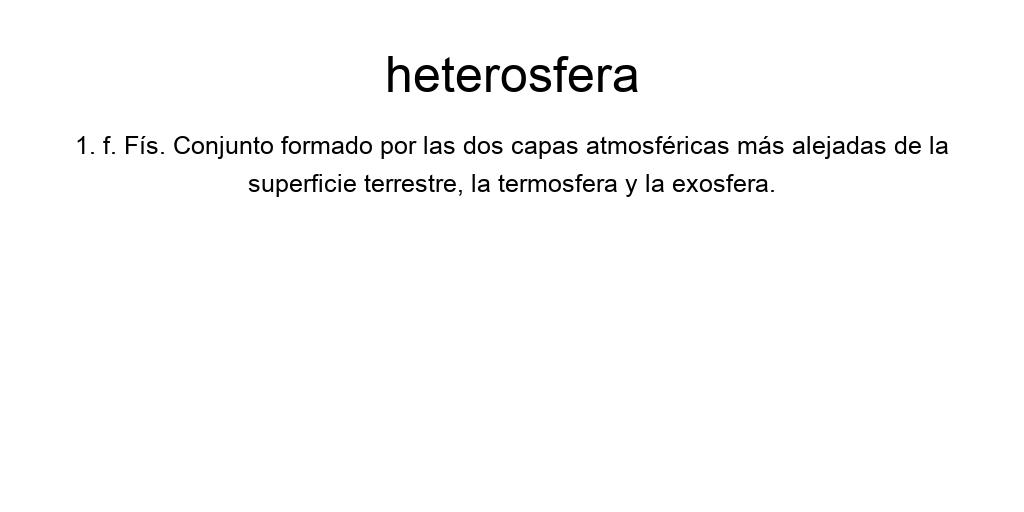 heterosfera
1. f. Fís. Conjunto formado por las dos capas atmosféricas más alejadas de la
superficie terrestre, la termosfera y la exosfera.